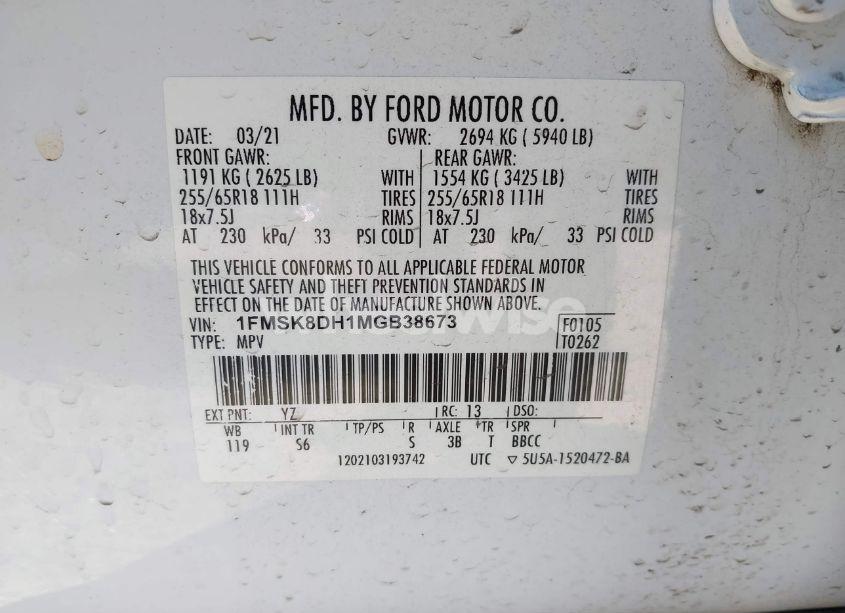 MFD. BY FORD MOTOR CO.
DATE: 03/21 GVWR: 2694 KG ( 5940 LB)
FRONT GAWR: REAR GAWR:
1191 KG ( 2625 LB) WITH 1554 KG ( 3425 LB) WITH
255/65R18 111H TIRES 255/65R18 111H TIRES
18x7.5J RIMS 18x7.5J RIMS
AT 230 kPa/ 33 PSI COLD AT 230 kPa/ 33 PSI COLD
THIS VEHICLE CONFORMS TO ALL APPLICABLE FEDERAL MOTOR
VEHICLE SAFETY AND THEFT PREVENTION STANDARDS IN
EFFECT ON THE DATE OF MANUFACTURE SHOWN ABOVE.
VIN: 1FMSK8DH1MGB38673 F0105
TYPE: MPV T0262
EXT PNT: YZ RC: 13 DSO:
WB INT TR TP/PS R AXLE TR SPR
119 S6 S 3B T BBCC
1202103193742 UTC ▽ 5U5A-1520472-BA